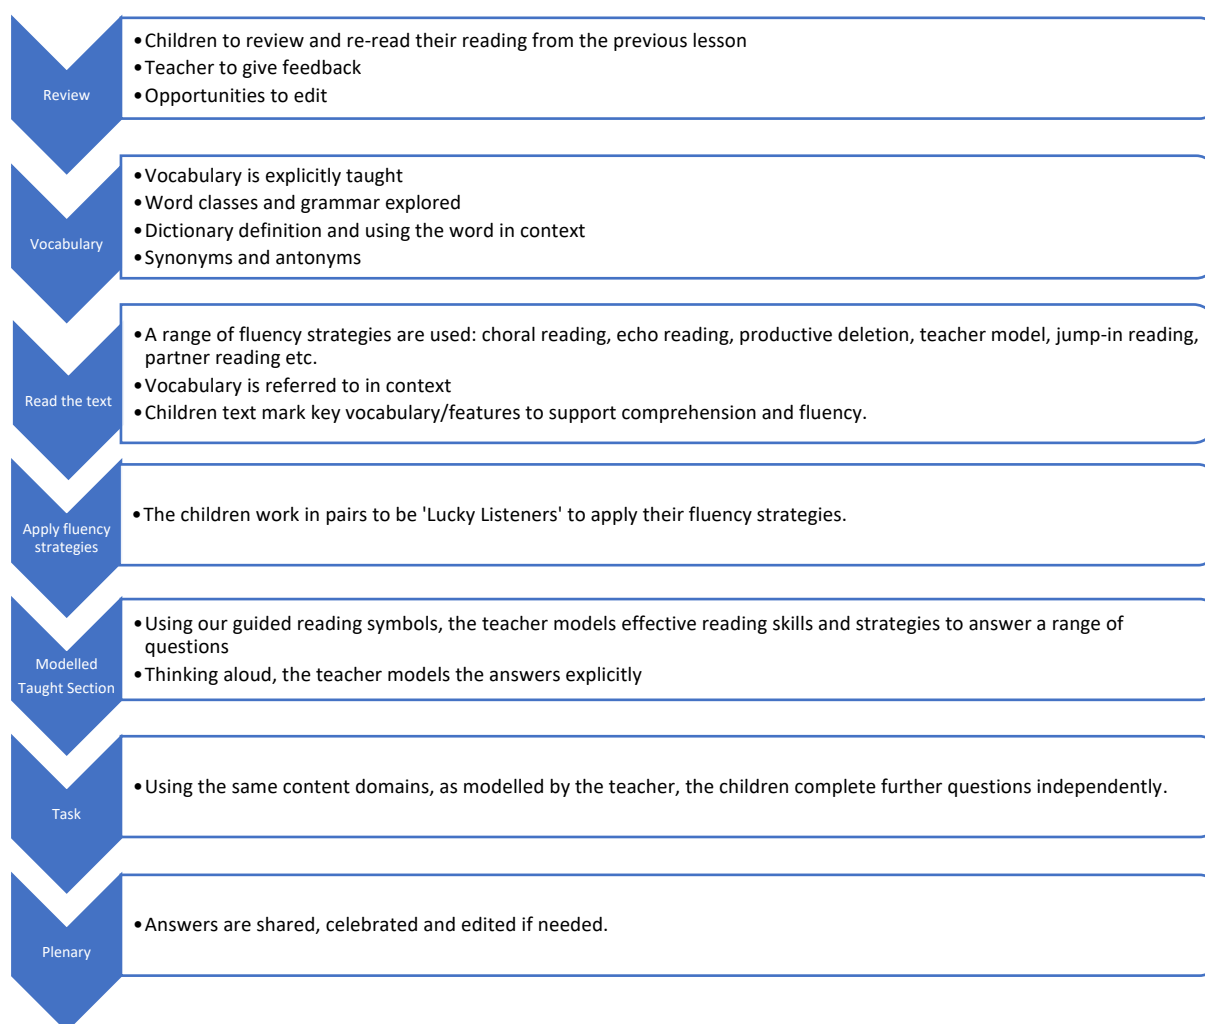 Review
•Children to review and re-read their reading from the previous lesson
•Teacher to give feedback
•Opportunities to edit
Vocabulary
•Vocabulary is explicitly taught
•Word classes and grammar explored
•Dictionary definition and using the word in context
•Synonyms and antonyms
Read the text
•A range of fluency strategies are used: choral reading, echo reading, productive deletion, teacher model, jump-in reading,
partner reading etc.
•Vocabulary is referred to in context
•Children text mark key vocabulary/features to support comprehension and fluency.
Apply fluency
strategies
•The children work in pairs to be 'Lucky Listeners' to apply their fluency strategies.
Modelled
Taught Section
•Using our guided reading symbols, the teacher models effective reading skills and strategies to answer a range of
questions
•Thinking aloud, the teacher models the answers explicitly
Task
•Using the same content domains, as modelled by the teacher, the children complete further questions independently.
Plenary
•Answers are shared, celebrated and edited if needed.